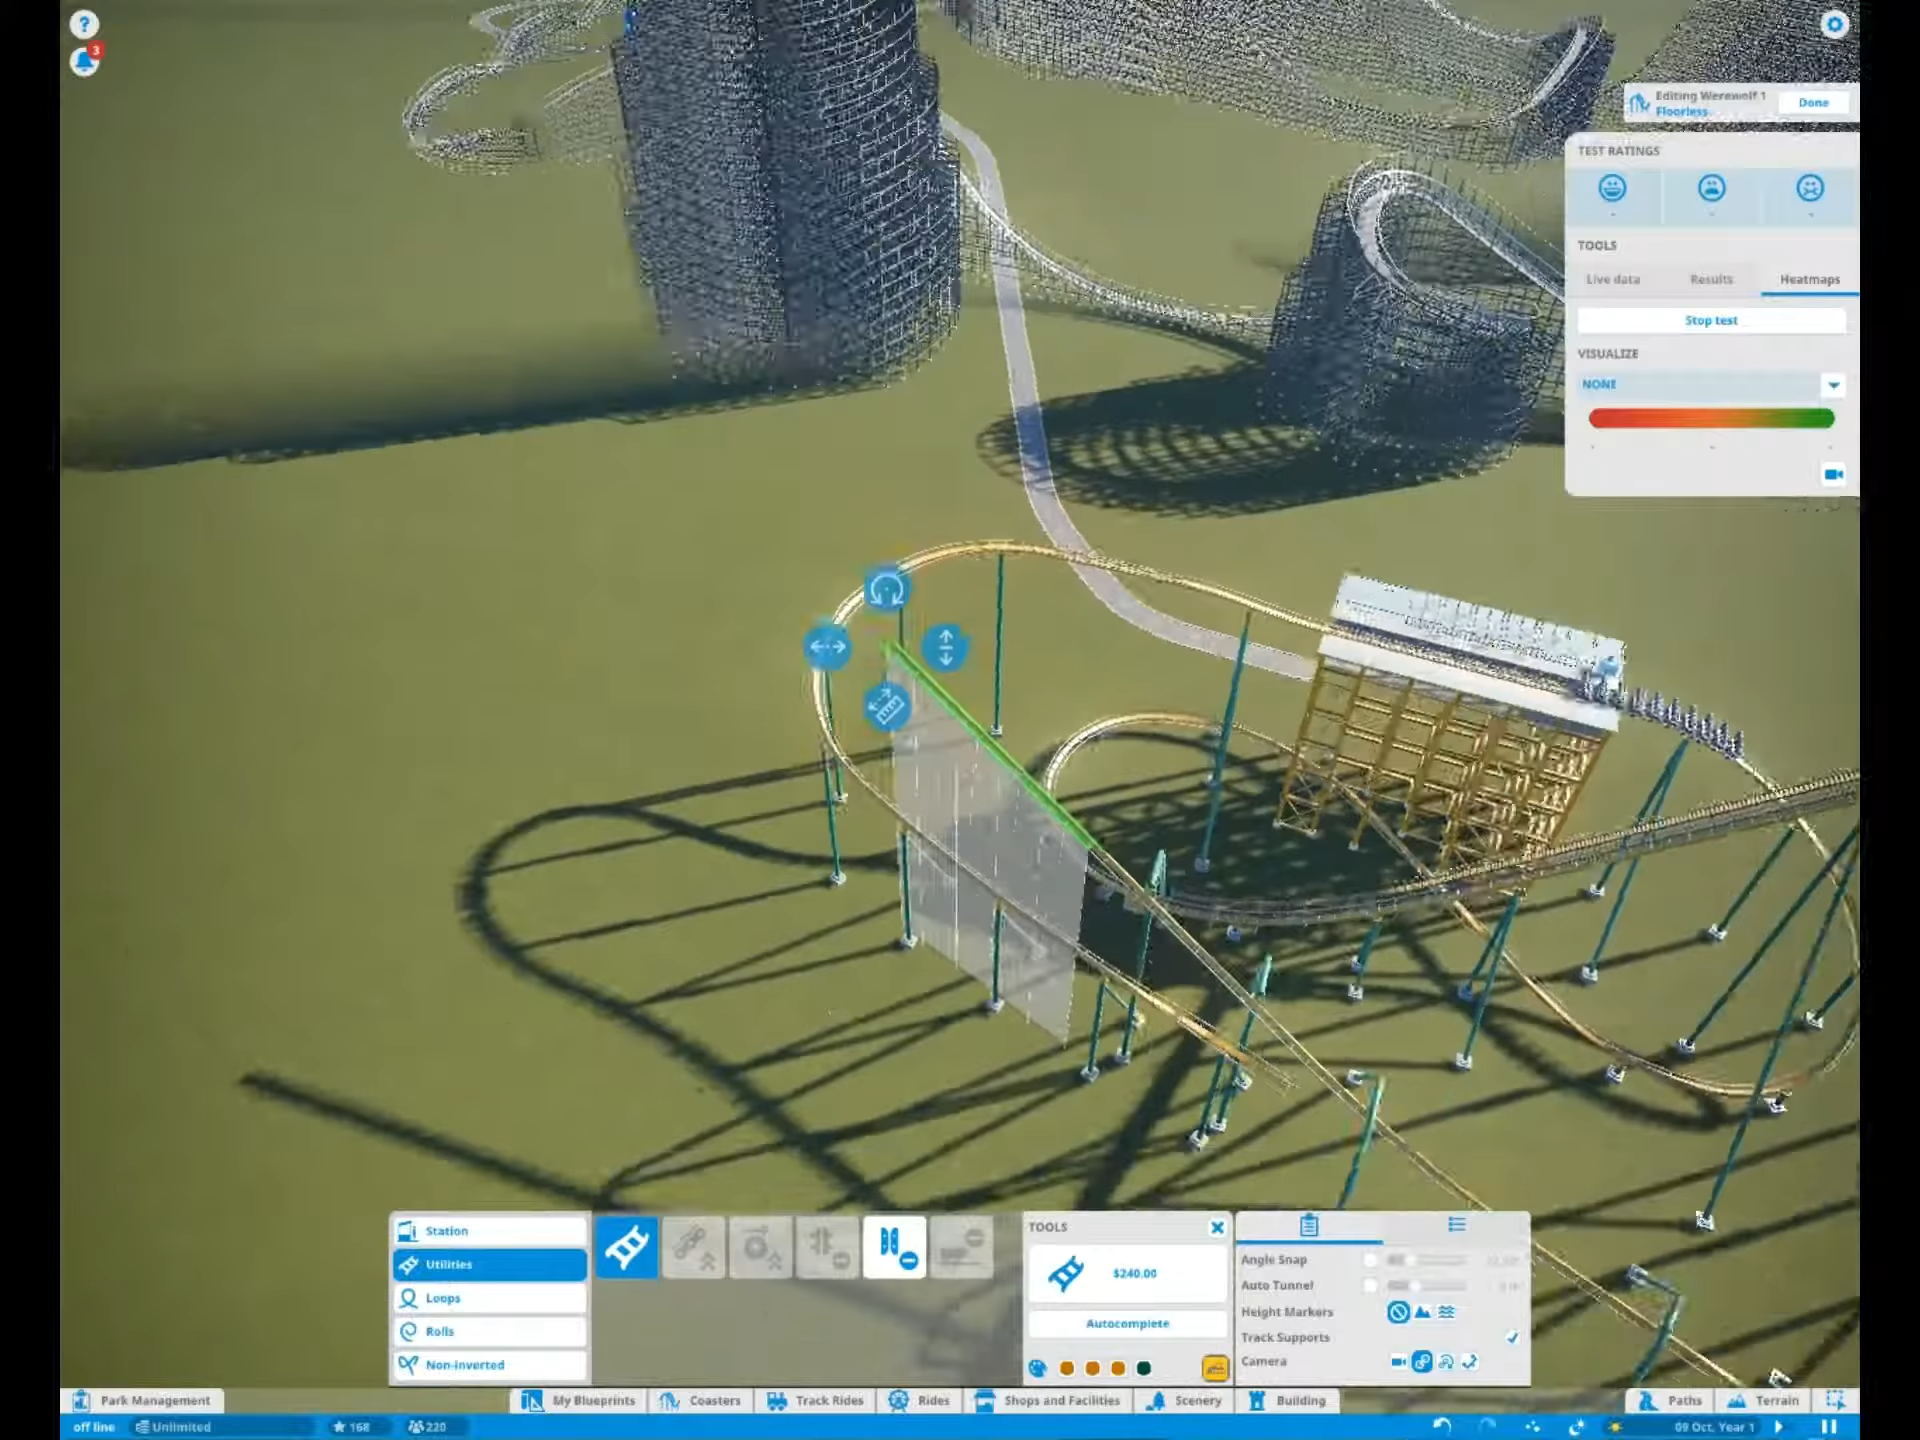 ?
3
Editing Werewolf 1
Floorless
Done
TEST RATINGS
- - -
TOOLS
Live data Results Heatmaps
Stop test
VISUALIZE
NONE
- - -
Station
Utilities
Loops
Rolls
Non-inverted
TOOLS
$240.00
Autocomplete
Angle Snap
Auto Tunnel
Height Markers
Track Supports
Camera
Park Management My Blueprints Coasters Track Rides Rides Shops and Facilities Scenery Building Paths Terrain
off line Unlimited 168 220 09 Oct, Year 1